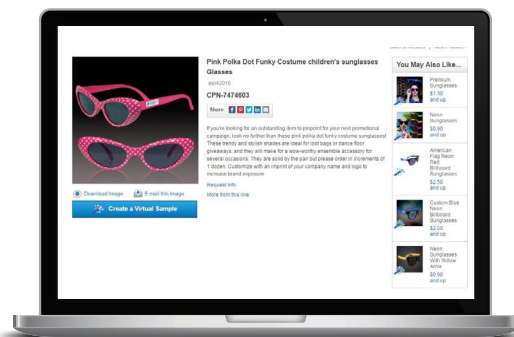 Pink Polka Dot Funky Costume children's sunglasses
Glasses
CPN-7474603
Share
If you're looking for an outstanding item to pinpoint for your next promotional
campaign, look no further than these pink polka dot funky costume sunglasses!
These trendy and stylish shades are ideal for loot bags or dance floor
giveaways, and they will make for a wow-worthy ensemble accessory for
several occasions. They are sold by the pair but please order in increments of
1 dozen. Customize with an imprint of your company name and logo to
increase brand exposure.
Request Info
More from this line
Download Image
E-mail this Image
Create a Virtual Sample
You May Also Like...
Premium
Sunglasses
$1.50
and up
Neon
Sunglasses
$0.90
and up
American
Flag Neon
Red
Billboard
Sunglasses
$2.50
and up
Custom Blue
Neon
Billboard
Sunglasses
$2.50
and up
Neon
Sunglasses
With Yellow
Arms
$0.90
and up